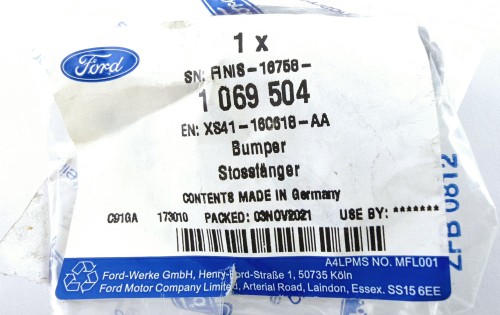 Ford
1 x
SN: FINIS-16758-
1 069 504
EN: XS41-16C618-AA
Bumper
Stossfänger
CONTENTS MADE IN Germany
C91GA 173010 PACKED: 03NOV2021 USE BY: *******
A4LPMS NO. MFL001
Ford-Werke GmbH, Henry-Ford-Straße 1, 50735 Köln
Ford Motor Company Limited, Arterial Road, Laindon, Essex. SS15 6EE
ZPB 0812